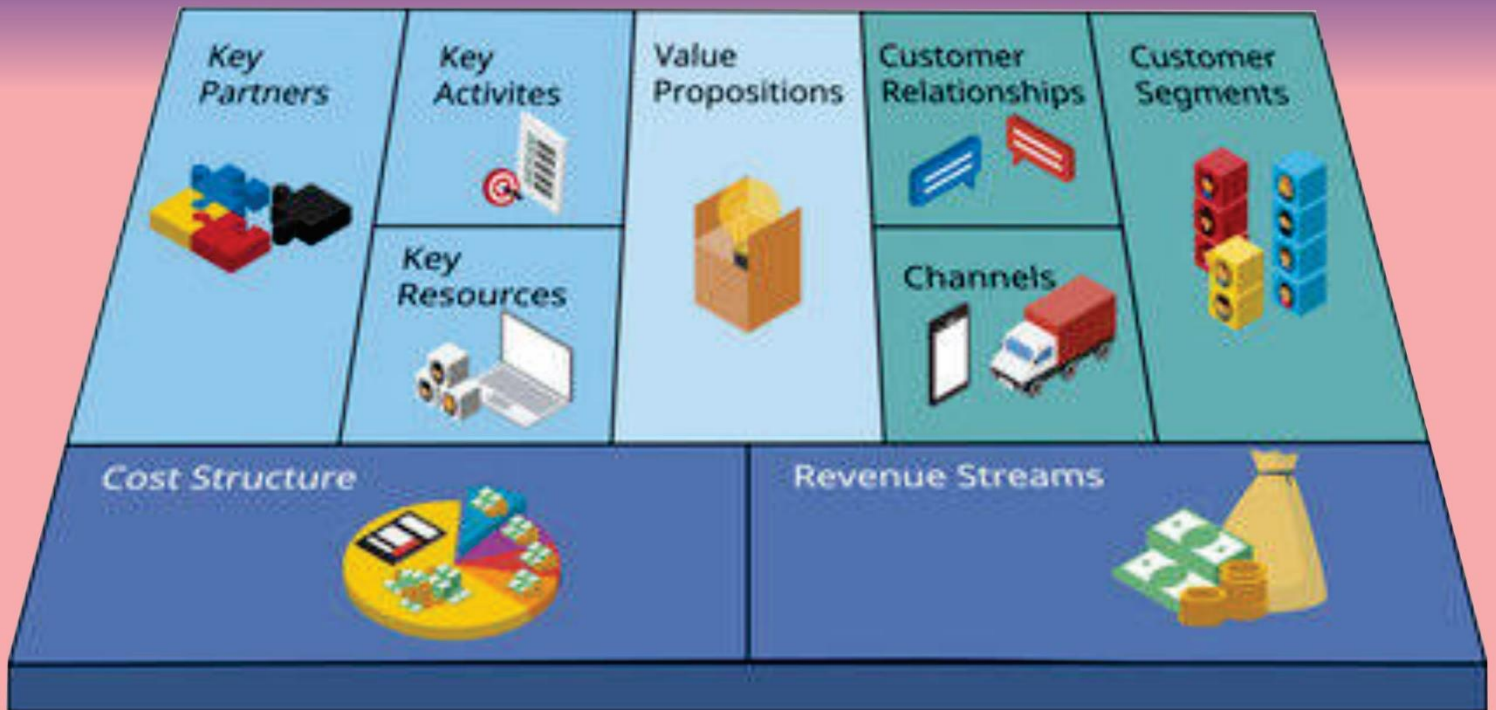 Key
Partners
Key
Activites
Key
Resources
Value
Propositions
Customer
Relationships
Channels
Customer
Segments
Cost Structure
Revenue Streams